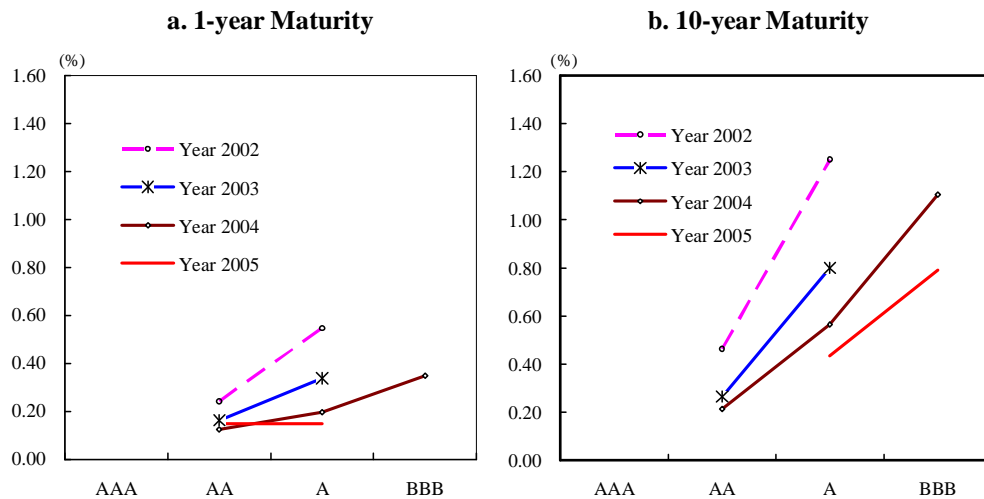 a. 1-year Maturity
(%)
1.60
1.40
1.20
1.00
0.80
0.60
0.40
0.20
0.00
Year 2002
Year 2003
Year 2004
Year 2005
AAA AA A BBB
b. 10-year Maturity
(%)
1.60
1.40
1.20
1.00
0.80
0.60
0.40
0.20
0.00
Year 2002
Year 2003
Year 2004
Year 2005
AAA AA A BBB